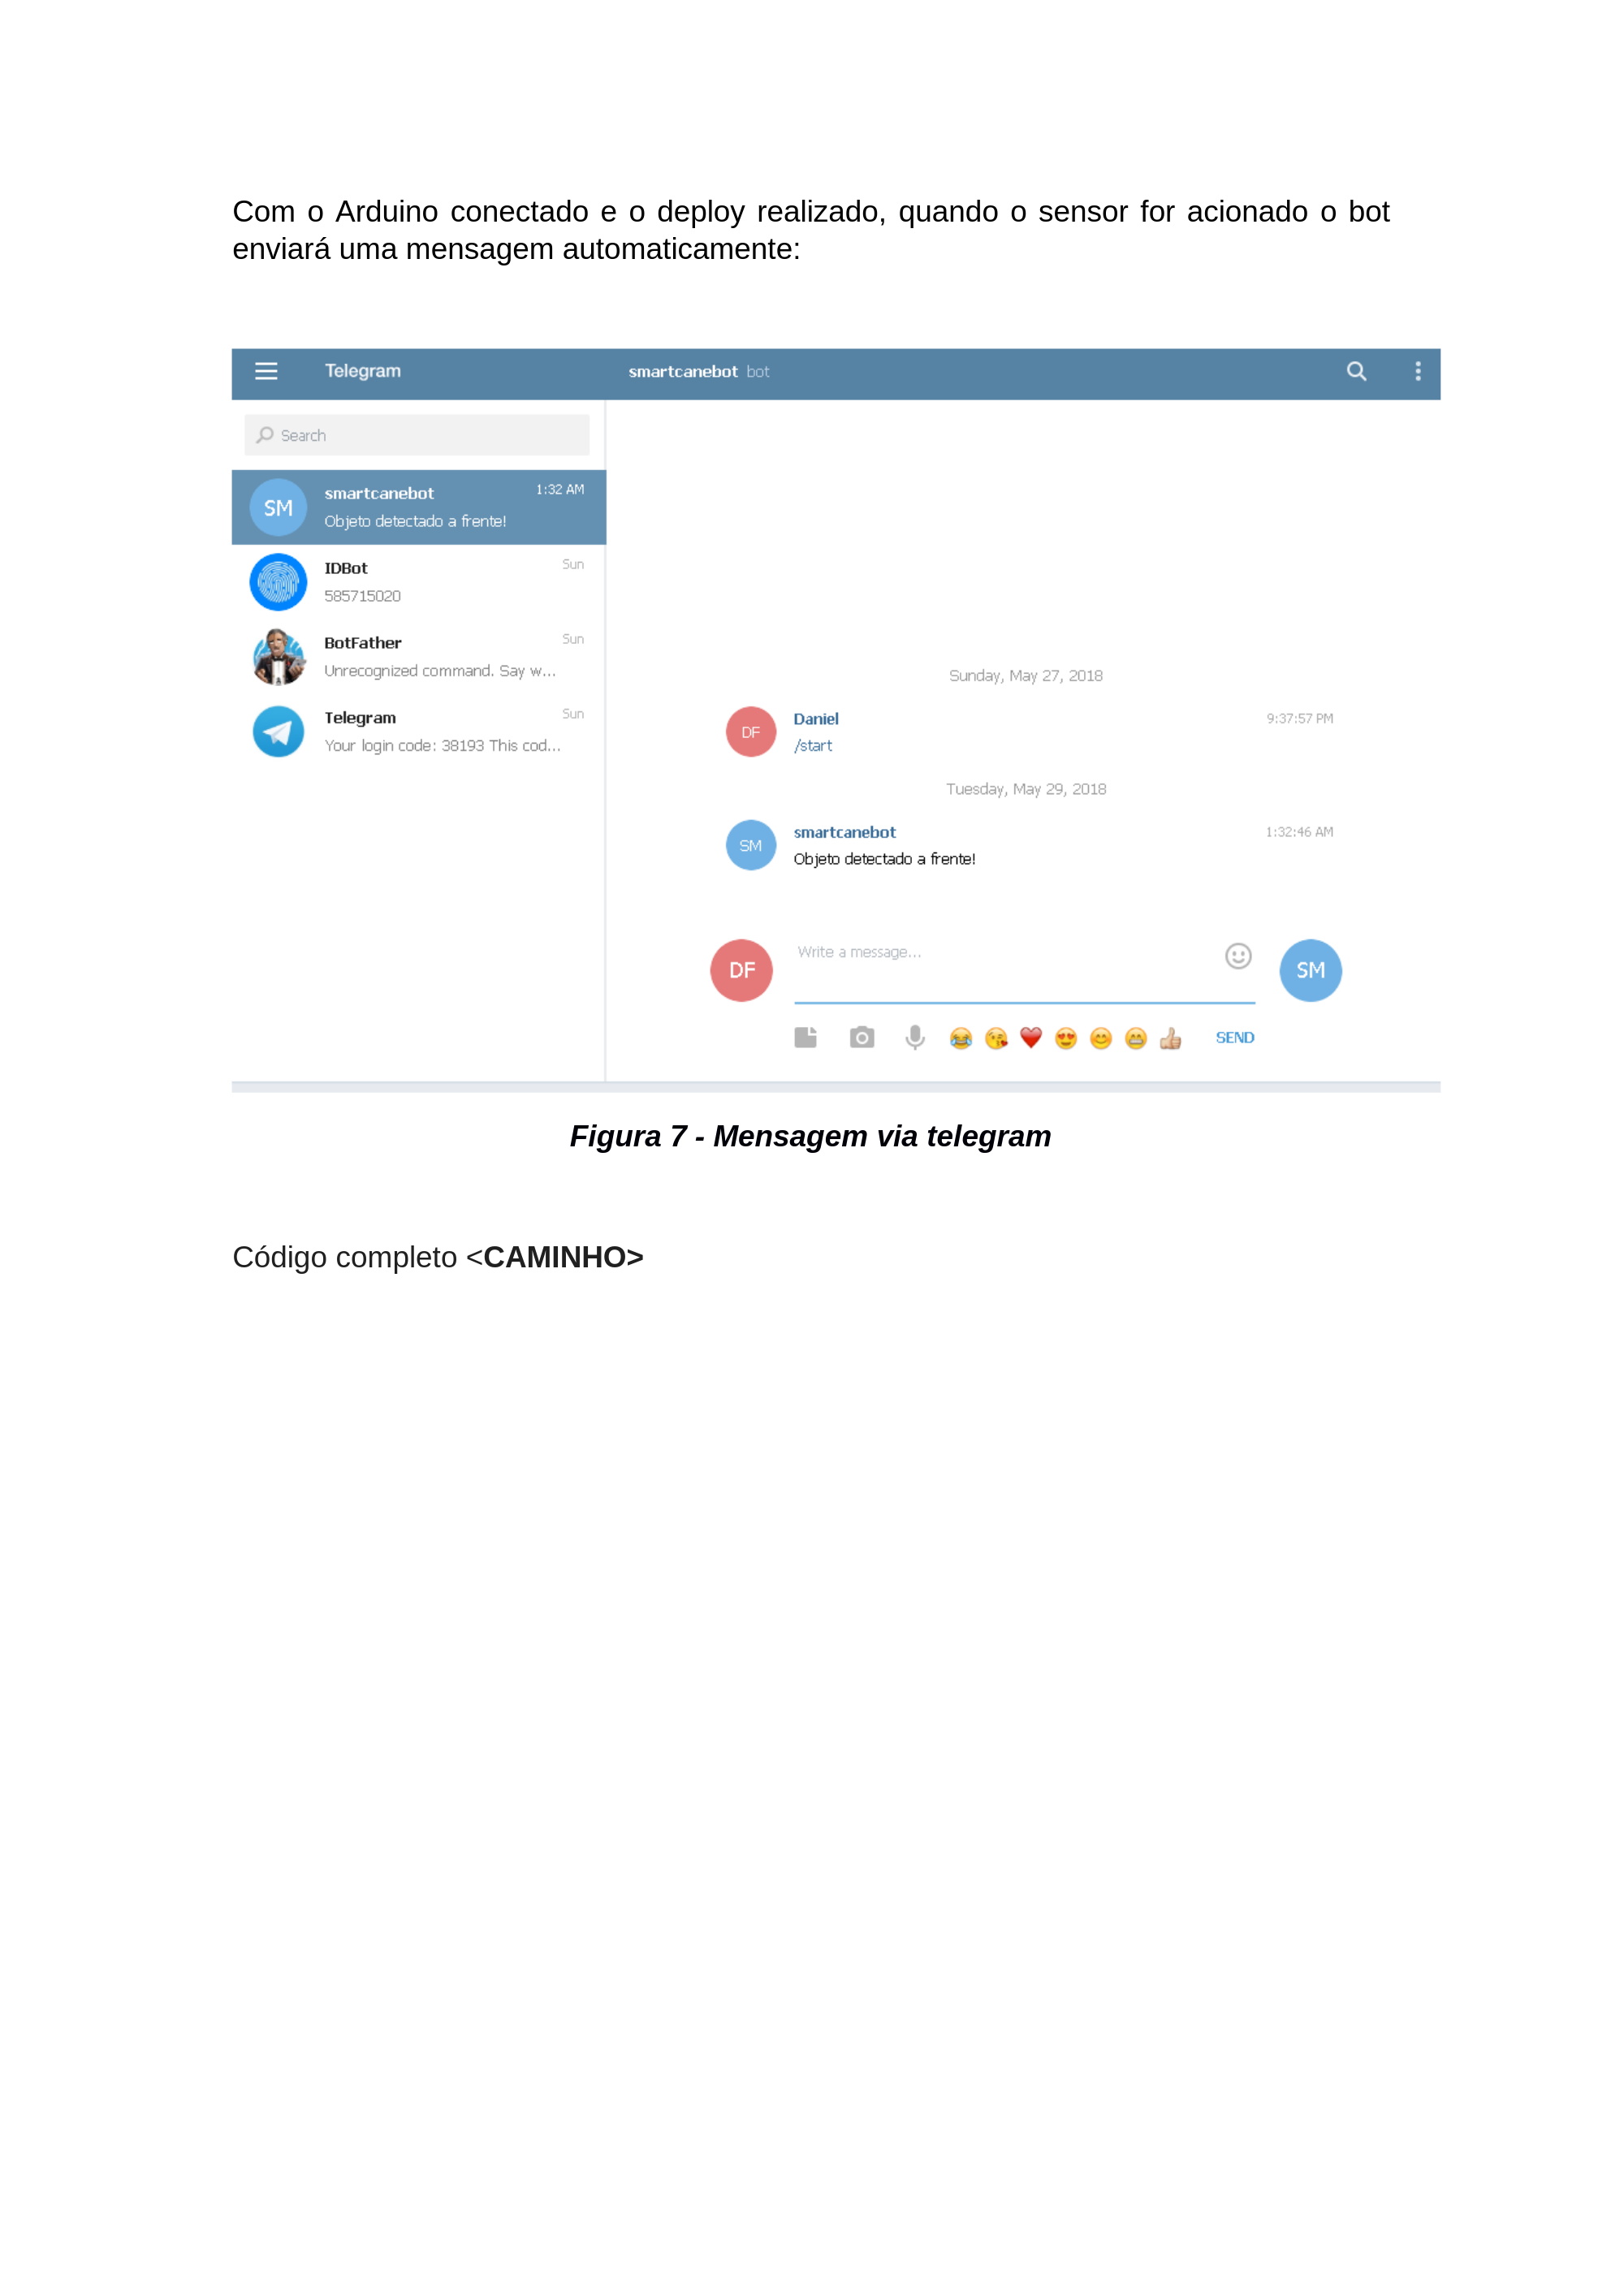 Com o Arduino conectado e o deploy realizado, quando o sensor for acionado o bot
enviará uma mensagem automaticamente:
Telegram
smartcanebot bot
Search
SM
smartcanebot
1:32 AM
Objeto detectado a frente!
IDBot
Sun
585715020
BotFather
Sun
Unrecognized command. Say w...
Telegram
Sun
Your login code: 38193 This cod...
Sunday, May 27, 2018
DF
Daniel
9:37:57 PM
/start
Tuesday, May 29, 2018
SM
smartcanebot
1:32:46 AM
Objeto detectado a frente!
DF
Write a message...
SM
SEND
Figura 7 - Mensagem via telegram
Código completo <CAMINHO>